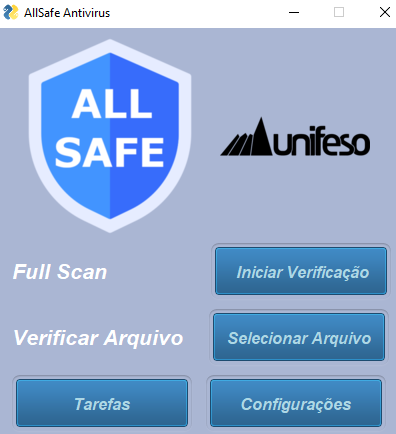 AllSafe Antivirus
ALL
SAFE
unifeso
Full Scan
Iniciar Verificação
Verificar Arquivo
Selecionar Arquivo
Tarefas
Configurações